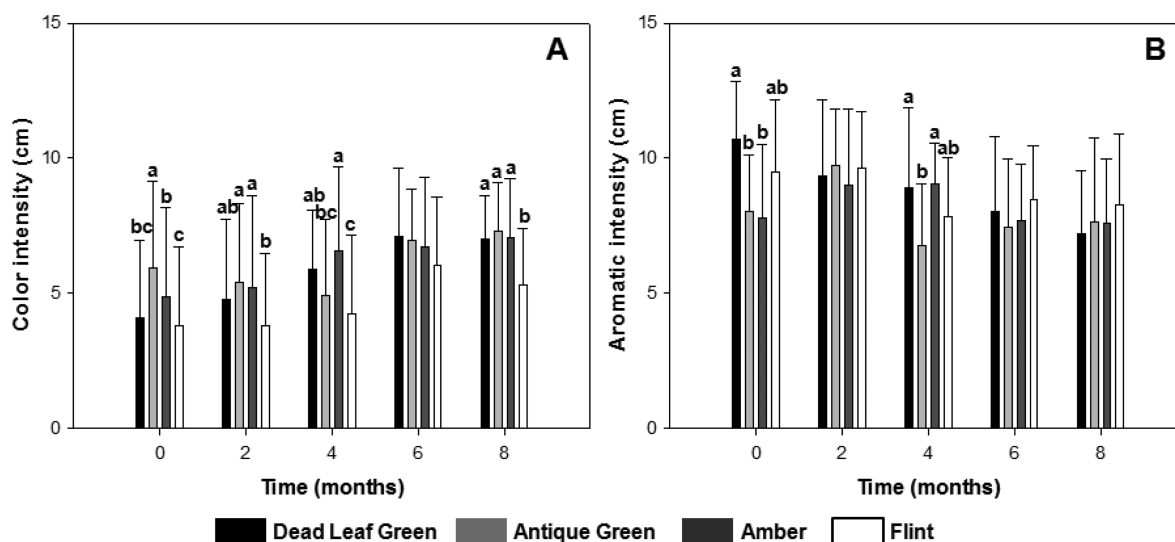 A
Color intensity (cm)
15
10
5
0
bc a b c
ab a a b
ab bc a c
a a a b
0 2 4 6 8
Time (months)
B
Aromatic intensity (cm)
15
10
5
0
a b b ab
a b a ab
0 2 4 6 8
Time (months)
Dead Leaf Green Antique Green Amber Flint